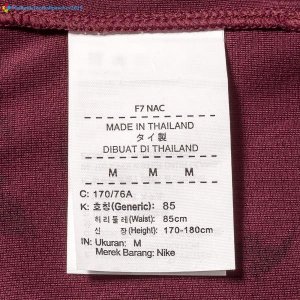 F7 NAC
MADE IN THAILAND
タイ製
DIBUAT DI THAILAND
M M M
C: 170/76A
K: 호칭(Generic): 85
허리둘레(Waist): 85cm
신 장(Height): 170-180cm
IN: Ukuran: M
Merek Barang: Nike